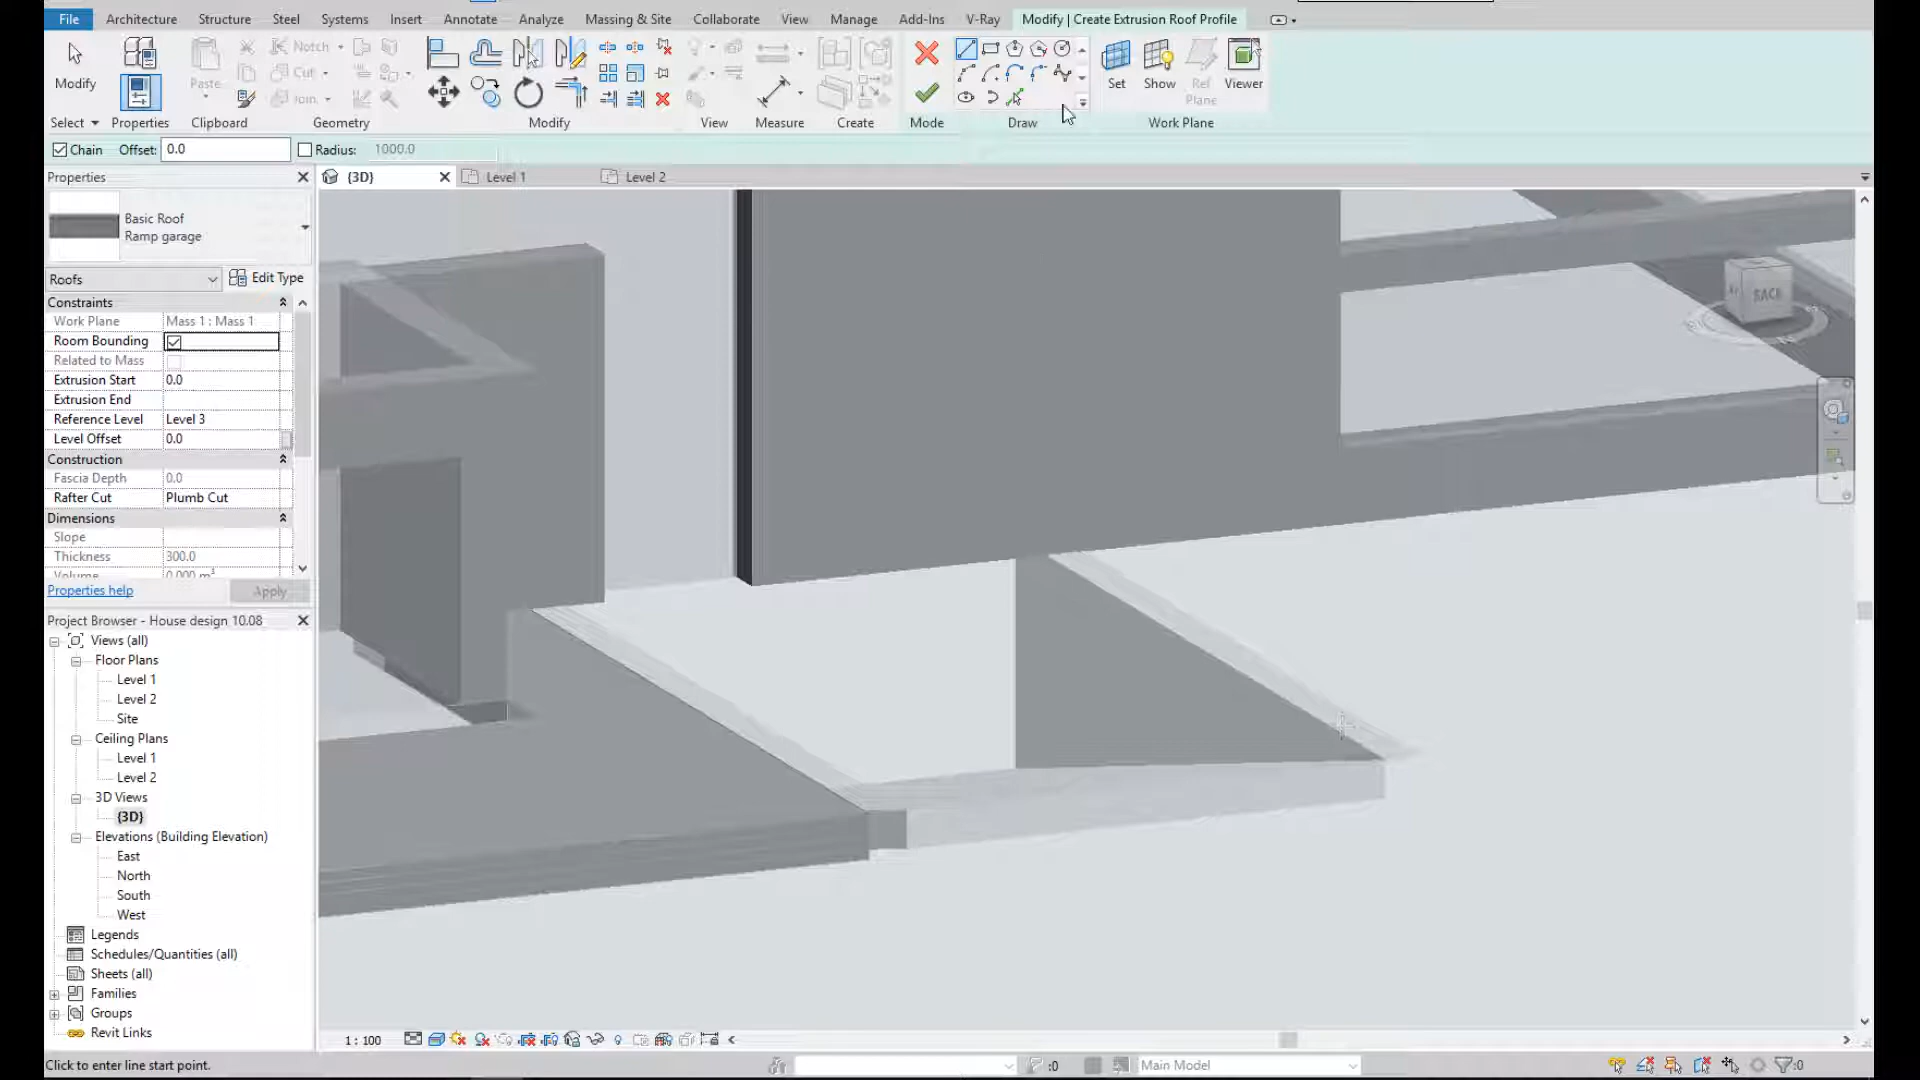 File Architecture Structure Steel Systems Insert Annotate Analyze Massing & Site Collaborate View Manage Add-Ins V-Ray Modify | Create Extrusion Roof Profile
Modify Paste Notch Cut Join Set Show Ref Plane Viewer
Select Properties Clipboard Geometry Modify View Measure Create Mode Draw Work Plane
Chain Offset: 0.0 Radius: 1000.0
Properties
{3D} Level 1 Level 2
Basic Roof
Ramp garage
Roofs Edit Type
Constraints
Work Plane Mass 1 : Mass 1
Room Bounding
Related to Mass
Extrusion Start 0.0
Extrusion End
Reference Level Level 3
Level Offset 0.0
Construction
Fascia Depth 0.0
Rafter Cut Plumb Cut
Dimensions
Slope
Thickness 300.0
Volume 0.000 m³
Properties help Apply
Project Browser - House design 10.08
Views (all)
Floor Plans
Level 1
Level 2
Site
Ceiling Plans
Level 1
Level 2
3D Views
{3D}
Elevations (Building Elevation)
East
North
South
West
Legends
Schedules/Quantities (all)
Sheets (all)
Families
Groups
Revit Links
BACK
1 : 100
Click to enter line start point. :0 Main Model :0